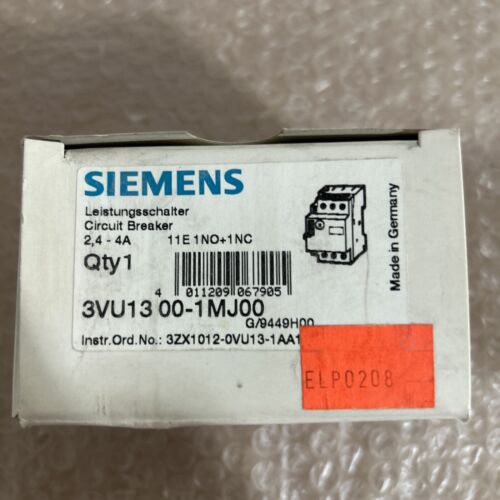 SIEMENS
Leistungsschalter
Circuit Breaker
2,4 - 4A 11E 1NO+1NC
Qty1
4 011209 067905
3VU13 00-1MJ00
G/9449H00
Instr.Ord.No.: 3ZX1012-0VU13-1AA1
Made in Germany
ELP0208